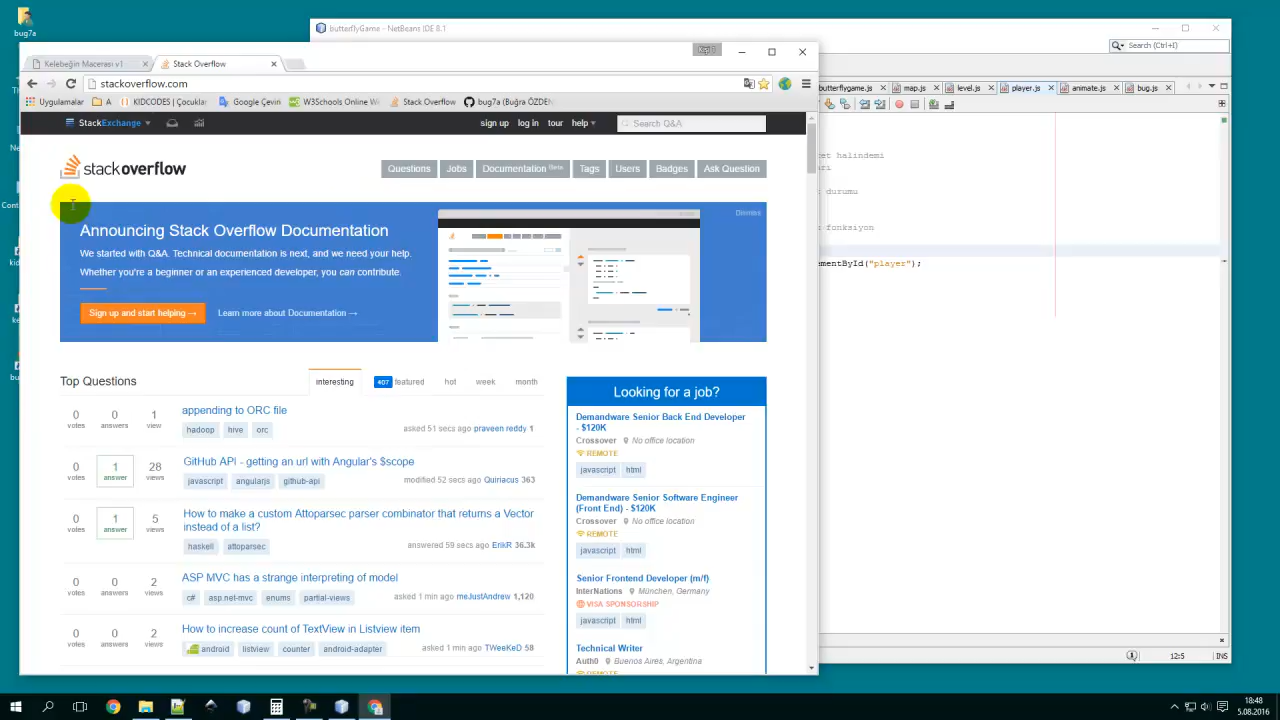 bug7a
butterflyGame - NetBeans IDE 8.1
Search (Ctrl+I)
Kelebeğin Macerası v1
Stack Overflow
stackoverflow.com
Uygulamalar
A
KIDCODES | Çocuklar
Google Çeviri
W3Schools Online We
Stack Overflow
bug7a (Buğra ÖZDEN
butterflygame.js
map.js
level.js
player.js
animate.js
bug.js
StackExchange
sign up
log in
tour
help
Search Q&A
stackoverflow
Questions
Jobs
Documentation Beta
Tags
Users
Badges
Ask Question
et halindemi
durumu
fonksiyon
ementById("player");
Announcing Stack Overflow Documentation
Dismiss
We started with Q&A. Technical documentation is next, and we need your help.
Whether you're a beginner or an experienced developer, you can contribute.
Sign up and start helping →
Learn more about Documentation →
Top Questions
interesting
407 featured
hot
week
month
0 votes
0 answers
1 view
appending to ORC file
hadoop
hive
orc
asked 51 secs ago praveen reddy 1
0 votes
1 answer
28 views
GitHub API - getting an url with Angular's $scope
javascript
angularjs
github-api
modified 52 secs ago Quiriacus 363
0 votes
1 answer
5 views
How to make a custom Attoparsec parser combinator that returns a Vector
instead of a list?
haskell
attoparsec
answered 59 secs ago ErikR 36.3k
0 votes
0 answers
2 views
ASP MVC has a strange interpreting of model
c#
asp.net-mvc
enums
partial-views
asked 1 min ago meJustAndrew 1,120
0 votes
0 answers
2 views
How to increase count of TextView in Listview item
android
listview
counter
android-adapter
asked 1 min ago TWeeKeD 58
Looking for a job?
Demandware Senior Back End Developer
- $120K
Crossover No office location
REMOTE
javascript
html
Demandware Senior Software Engineer
(Front End) - $120K
Crossover No office location
REMOTE
javascript
html
Senior Frontend Developer (m/f)
InterNations München, Germany
VISA SPONSORSHIP
javascript
html
Technical Writer
Auth0 Buenos Aires, Argentina
REMOTE
12:5
INS
18:48
5.08.2016